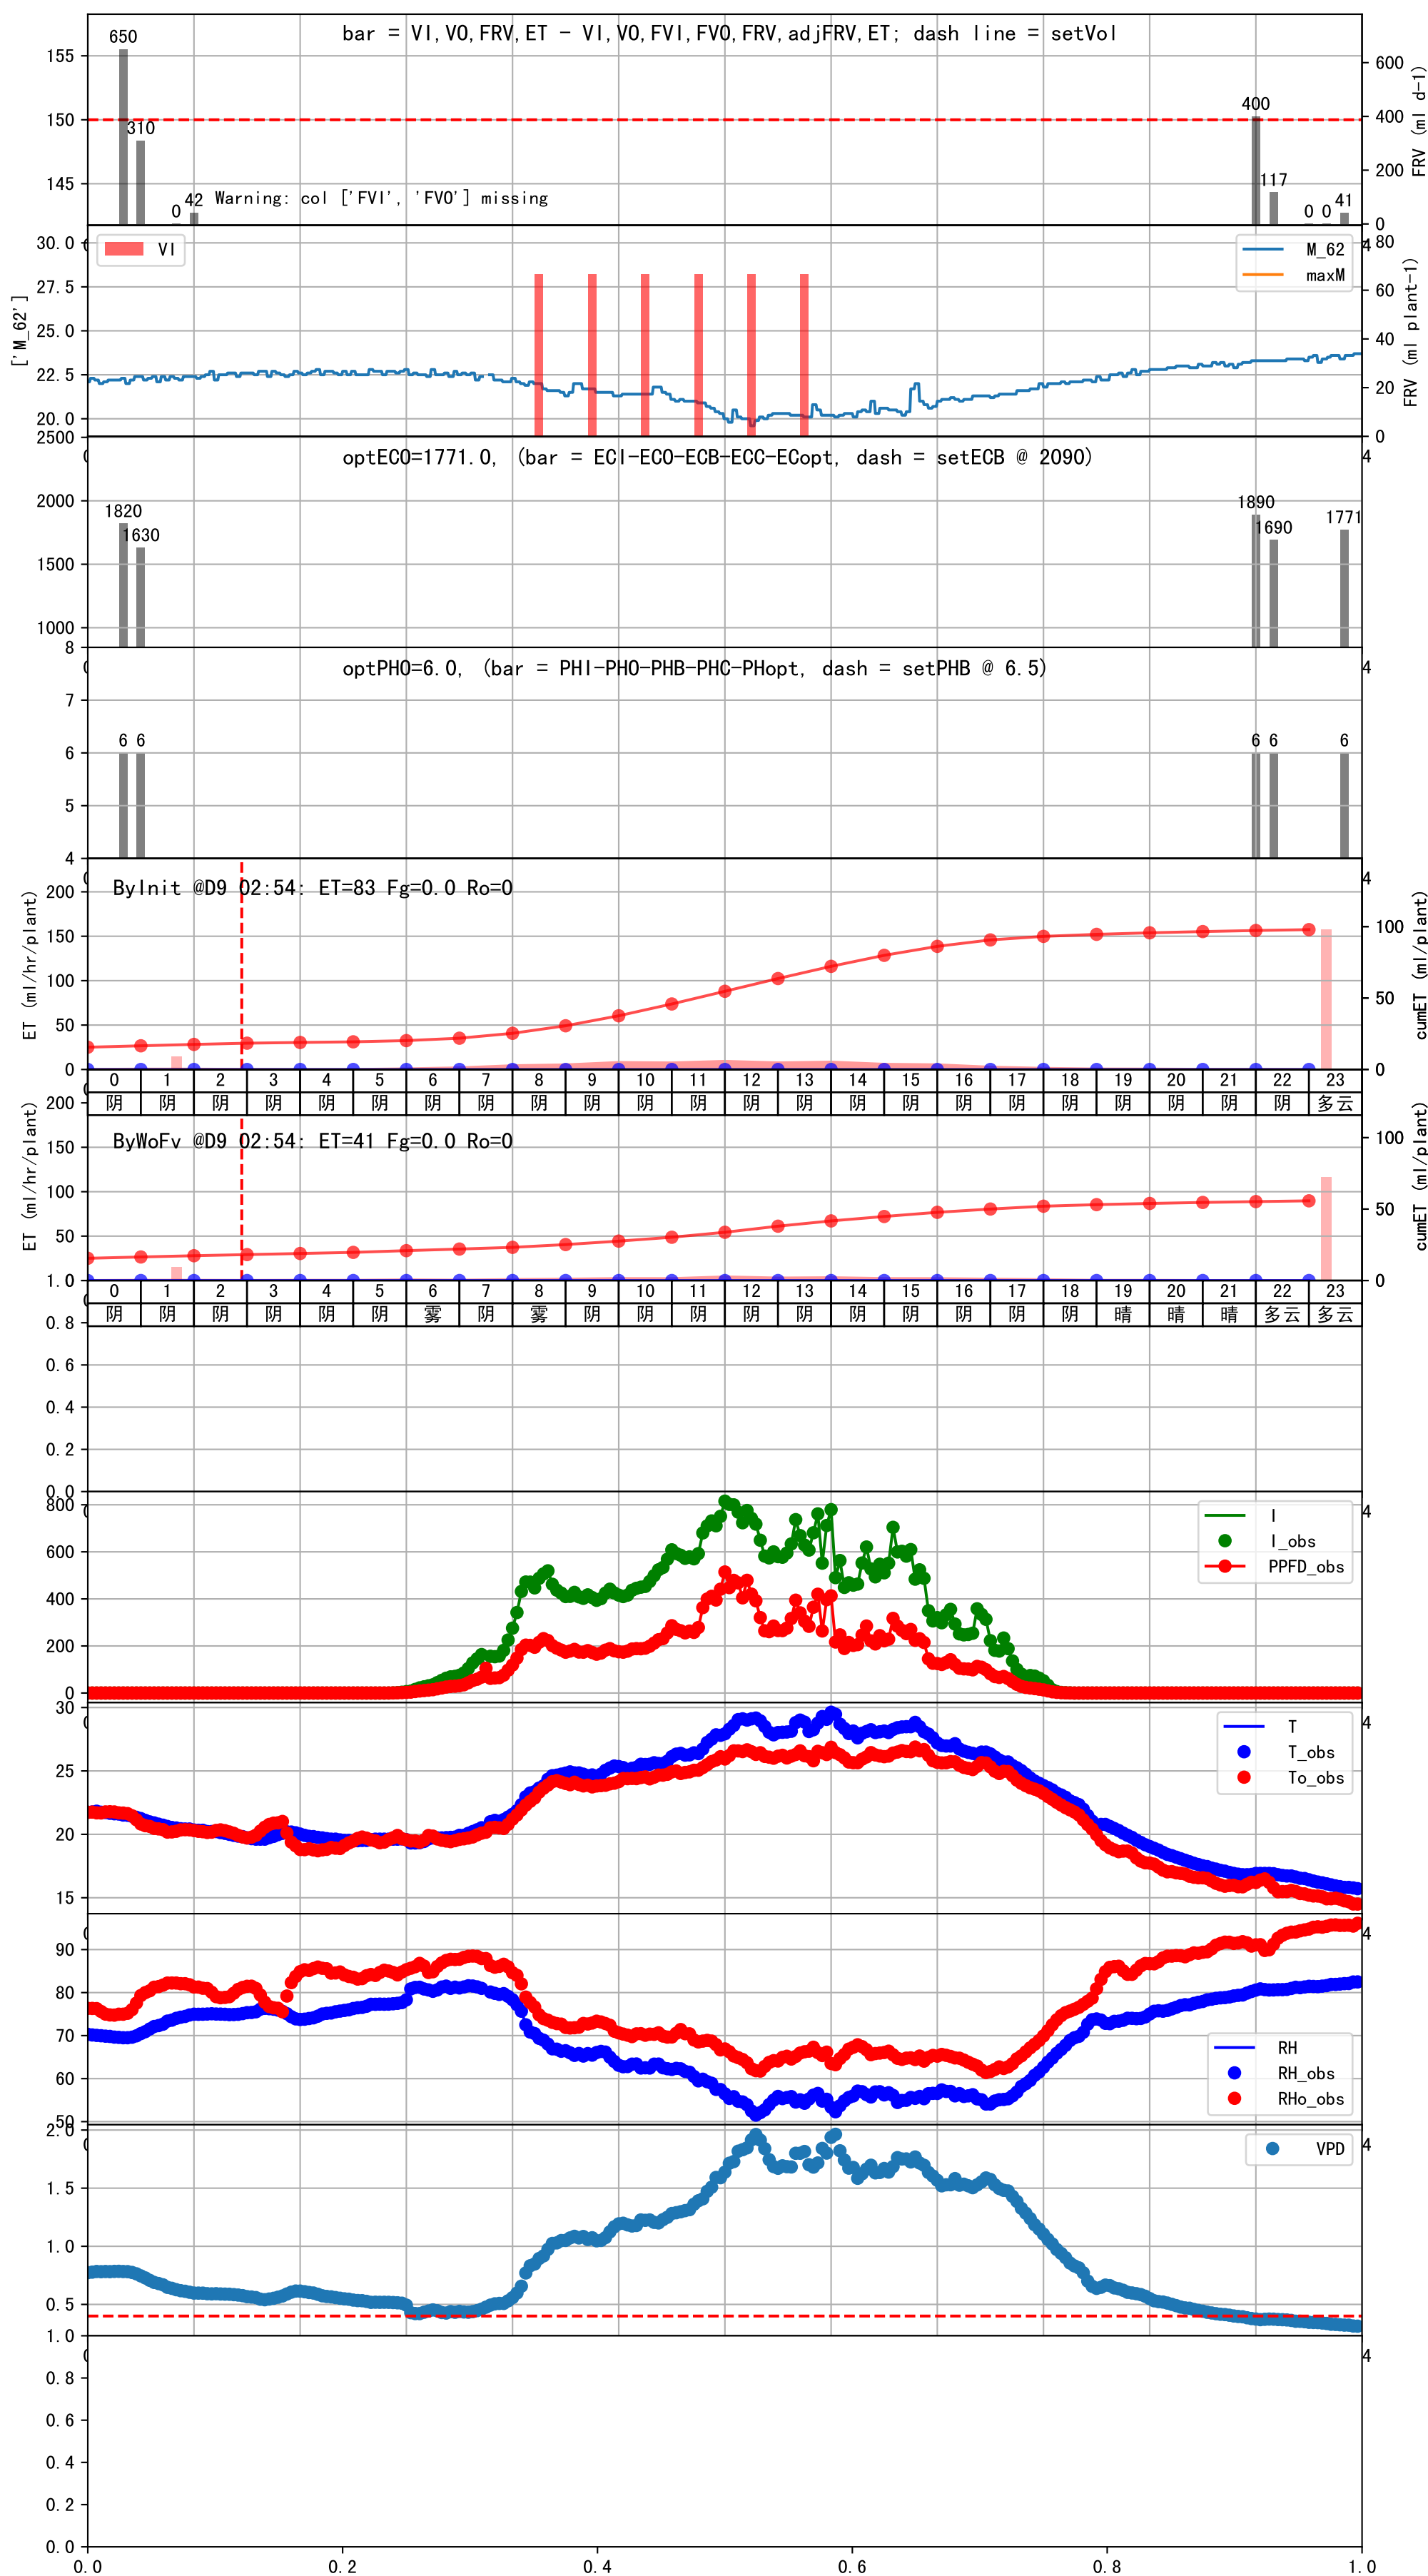 bar = VI,VO,FRV,ET - VI,VO,FVI,FVO,FRV,adjFRV,ET; dash line = setVol
650
310
0
42
Warning: col ['FVI', 'FVO'] missing
400
117
0
0
41
155
150
145
600
400
200
0
FRV (ml d-1)
VI
M_62
maxM
['M_62']
30.0
27.5
25.0
22.5
20.0
80
60
40
20
0
FRV (ml plant-1)
optECO=1771.0, (bar = ECI-ECO-ECB-ECC-ECopt, dash = setECB @ 2090)
2500
2000
1500
1000
1820
1630
1890
1690
1771
optPHO=6.0, (bar = PHI-PHO-PHB-PHC-PHopt, dash = setPHB @ 6.5)
8
7
6
5
4
6
6
6
6
6
ByInit @D9 02:54: ET=83 Fg=0.0 Ro=0
ET (ml/hr/plant)
200
150
100
50
0
100
50
0
cumET (ml/plant)
0 1 2 3 4 5 6 7 8 9 10 11 12 13 14 15 16 17 18 19 20 21 22 23
阴 阴 阴 阴 阴 阴 阴 阴 阴 阴 阴 阴 阴 阴 阴 阴 阴 阴 阴 阴 阴 阴 阴 多云
ByWoFv @D9 02:54: ET=41 Fg=0.0 Ro=0
ET (ml/hr/plant)
200
150
100
50
100
50
0
cumET (ml/plant)
0 1 2 3 4 5 6 7 8 9 10 11 12 13 14 15 16 17 18 19 20 21 22 23
阴 阴 阴 阴 阴 阴 雾 阴 雾 阴 阴 阴 阴 阴 阴 阴 阴 阴 阴 晴 晴 晴 多云 多云
1.0
0.8
0.6
0.4
0.2
0.0
800
600
400
200
0
I
I_obs
PPFD_obs
30
25
20
15
T
T_obs
To_obs
90
80
70
60
50
RH
RH_obs
RHo_obs
2.0
1.5
1.0
0.5
VPD
1.0
0.8
0.6
0.4
0.2
0.0
0.0 0.2 0.4 0.6 0.8 1.0